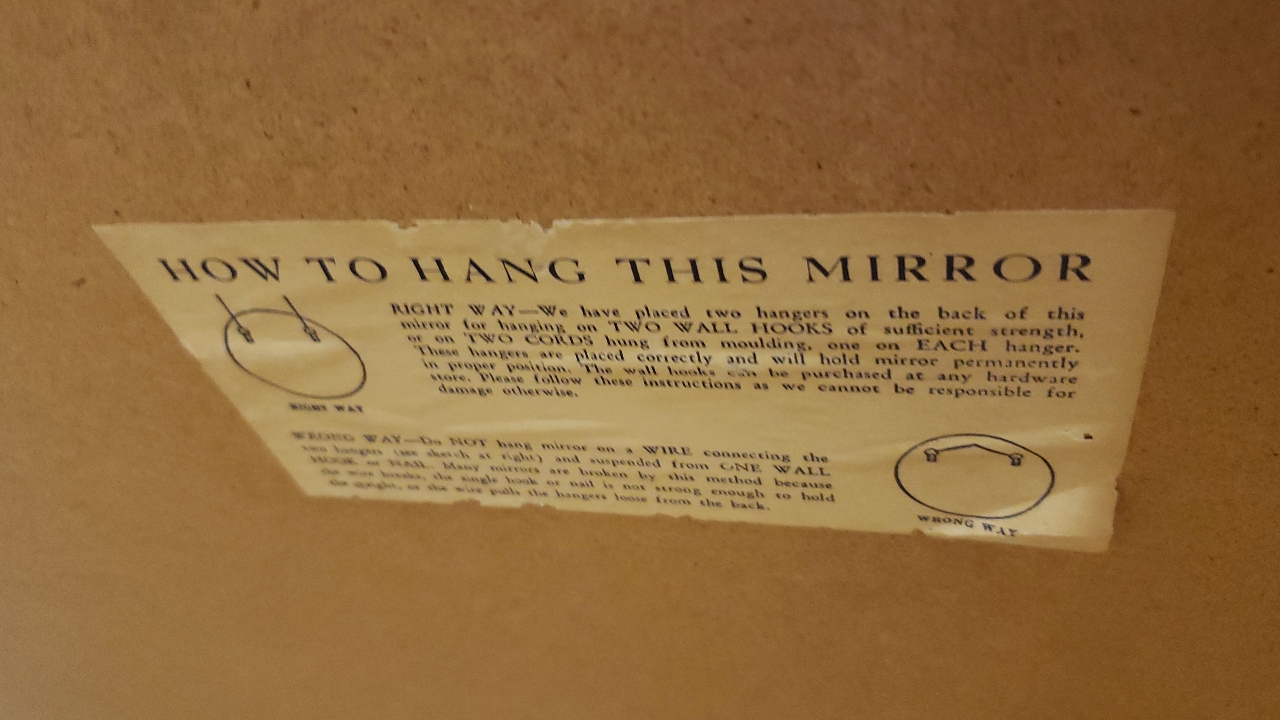 HOW TO HANG THIS MIRROR
RIGHT WAY—We have placed two hangers on the back of this
mirror for hanging on TWO WALL HOOKS of sufficient strength,
or on TWO CORDS hung from moulding, one on EACH hanger.
These hangers are placed correctly and will hold mirror permanently
in proper position. The wall hooks can be purchased at any hardware
store. Please follow these instructions as we cannot be responsible for
damage otherwise.
RIGHT WAY
WRONG WAY—Do NOT hang mirror on a WIRE connecting the
two hangers (see sketch at right) and suspended from ONE WALL
HOOK or NAIL. Many mirrors are broken by this method because
the wire breaks, the single hook or nail is not strong enough to hold
the weight, or the wire pulls the hangers loose from the back.
WRONG WAY